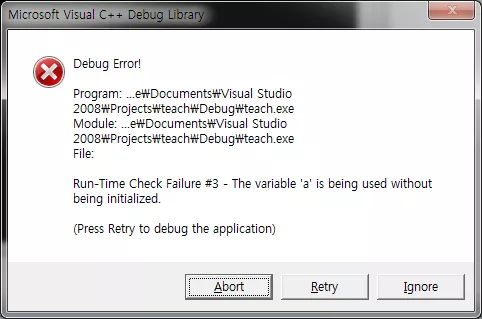 Microsoft Visual C++ Debug Library
Debug Error!
Program: ...e₩Documents₩Visual Studio
2008₩Projects₩teach₩Debug₩teach.exe
Module: ...e₩Documents₩Visual Studio
2008₩Projects₩teach₩Debug₩teach.exe
File:
Run-Time Check Failure #3 - The variable 'a' is being used without
being initialized.
(Press Retry to debug the application)
Abort
Retry
Ignore